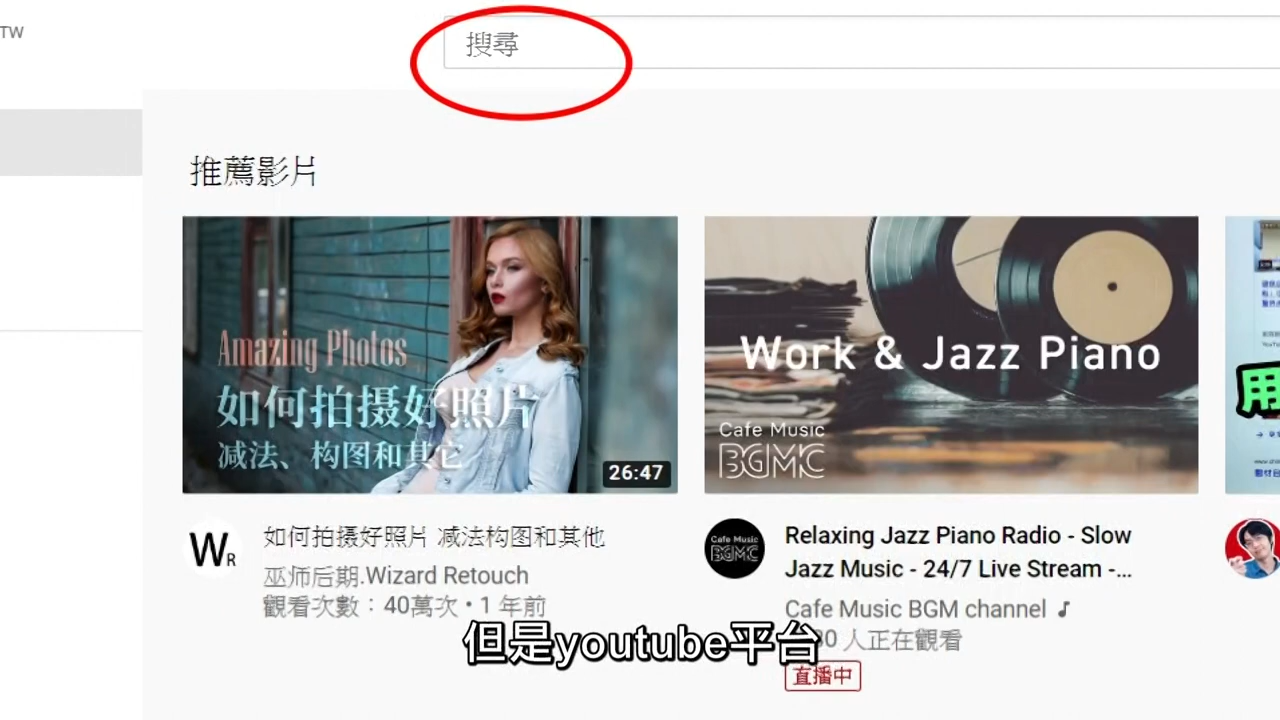 TW
搜尋
推薦影片
Amazing Photos
如何拍摄好照片
减法、构图和其它
26:47
Work & Jazz Piano
Cafe Music
BGMC
用
WR
如何拍摄好照片 减法构图和其他
巫师后期.Wizard Retouch
觀看次數：40萬次 • 1 年前
Cafe Music
BGMC
Relaxing Jazz Piano Radio - Slow
Jazz Music - 24/7 Live Stream -...
Cafe Music BGM channel
人正在觀看
直播中
但是youtube平台